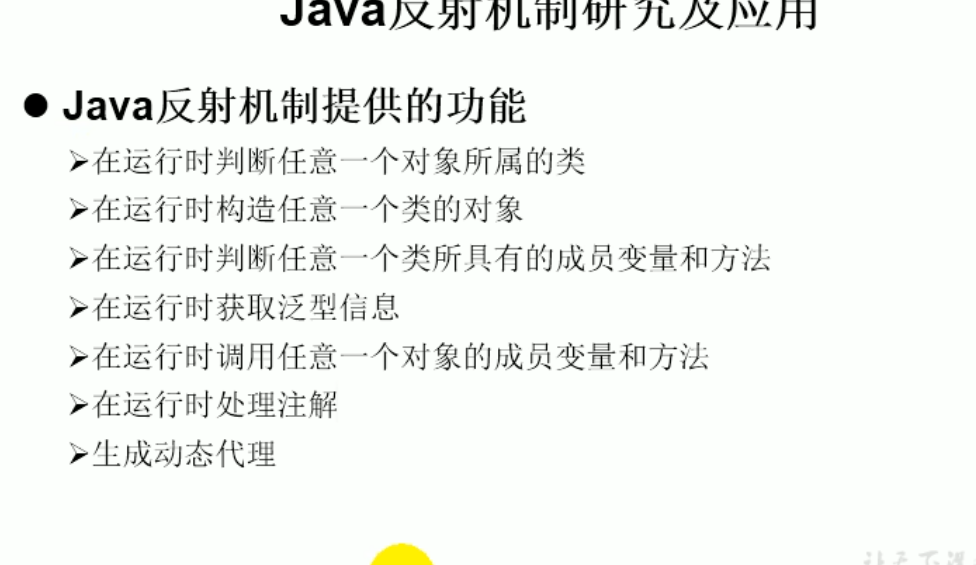 Java反射机制研究及应用
● Java反射机制提供的功能
➢在运行时判断任意一个对象所属的类
➢在运行时构造任意一个类的对象
➢在运行时判断任意一个类所具有的成员变量和方法
➢在运行时获取泛型信息
➢在运行时调用任意一个对象的成员变量和方法
➢在运行时处理注解
➢生成动态代理